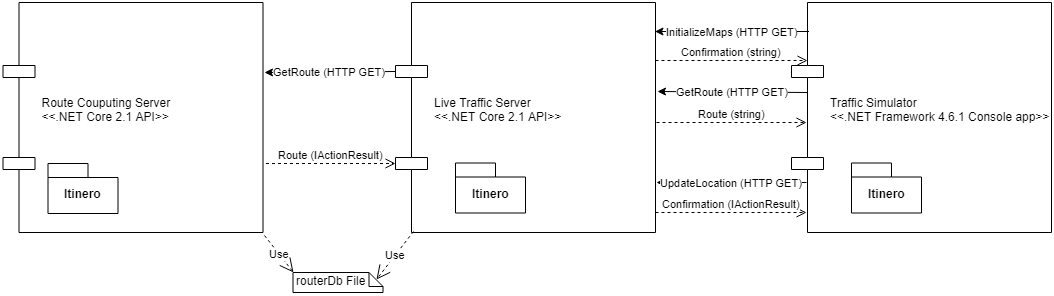 InitializeMaps (HTTP GET)
Confirmation (string)
GetRoute (HTTP GET)
GetRoute (HTTP GET)
Route Couputing Server
<<.NET Core 2.1 API>>
Live Traffic Server
<<.NET Core 2.1 API>>
Traffic Simulator
<<.NET Framework 4.6.1 Console app>>
Route (string)
Route (IActionResult)
UpdateLocation (HTTP GET)
Confirmation (IActionResult)
Itinero
Itinero
Itinero
Use
Use
routerDb File